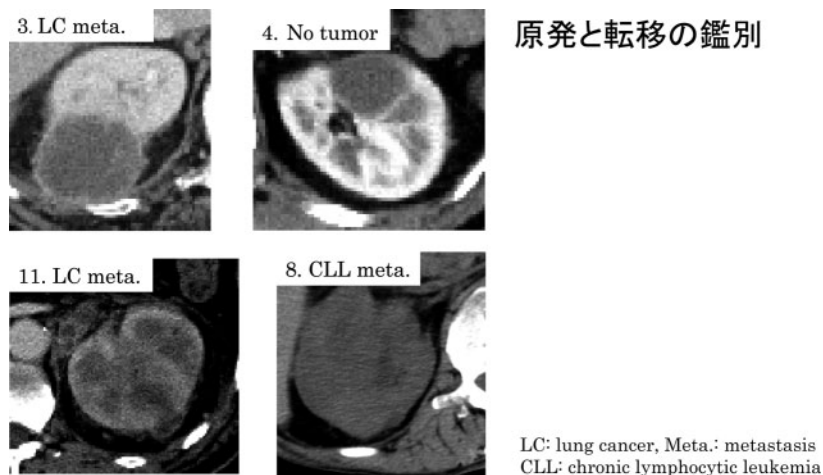 3. LC meta.
4. No tumor
原発と転移の鑑別
11. LC meta.
8. CLL meta.
LC: lung cancer, Meta.: metastasis
CLL: chronic lymphocytic leukemia